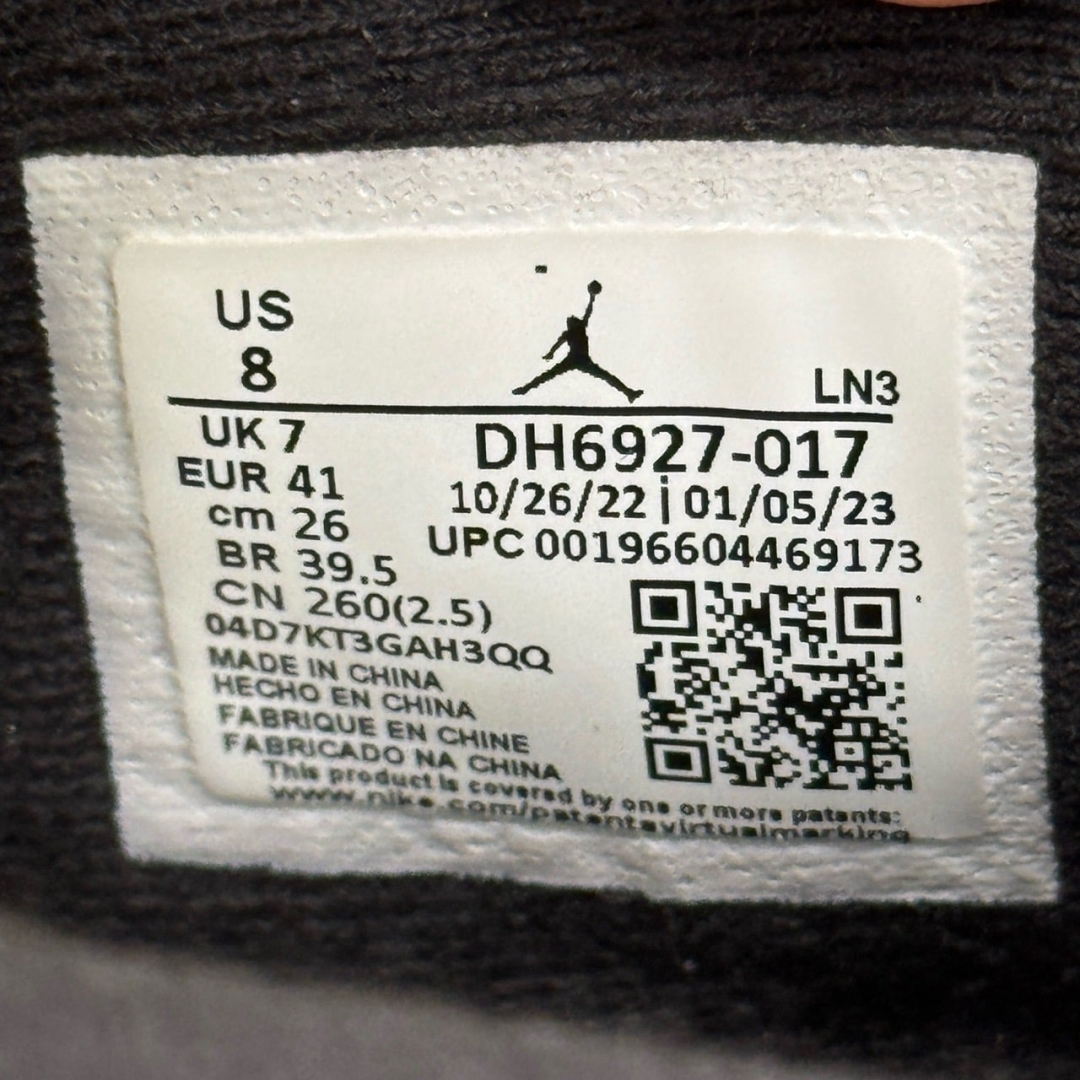 US
8
LN3
UK 7
EUR 41
cm 26
BR 39.5
CN 260(2.5)
DH6927-017
10/26/22 | 01/05/23
UPC 00196604469173
04D7KT3GAH3QQ
MADE IN CHINA
HECHO EN CHINA
FABRIQUE EN CHINE
FABRICADO NA CHINA
This product is covered by one or more patents:
www.nike.com/patentsvirtualmarking